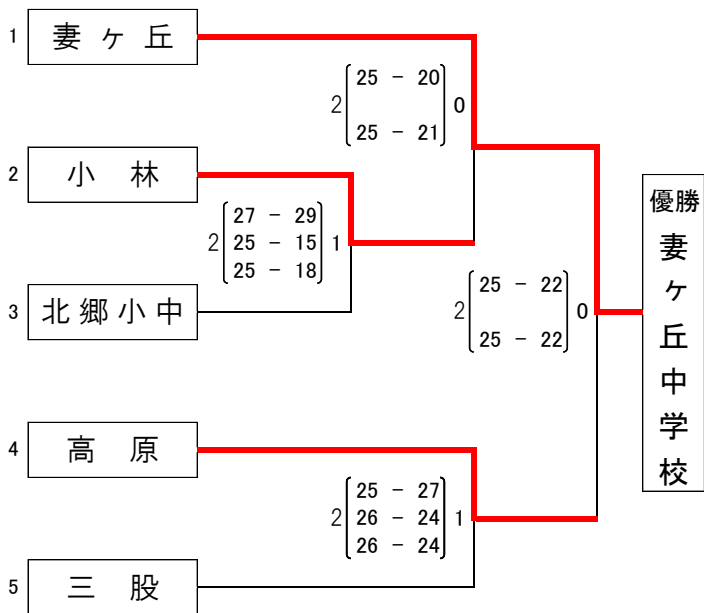 1 妻ヶ丘
25 - 20
2 0
25 - 21
2 小林
27 - 29
2 25 - 15 1
25 - 18
3 北郷小中
25 - 22
2 0
25 - 22
優勝
妻ヶ丘中学校
4 高原
25 - 27
2 26 - 24 1
26 - 24
5 三股